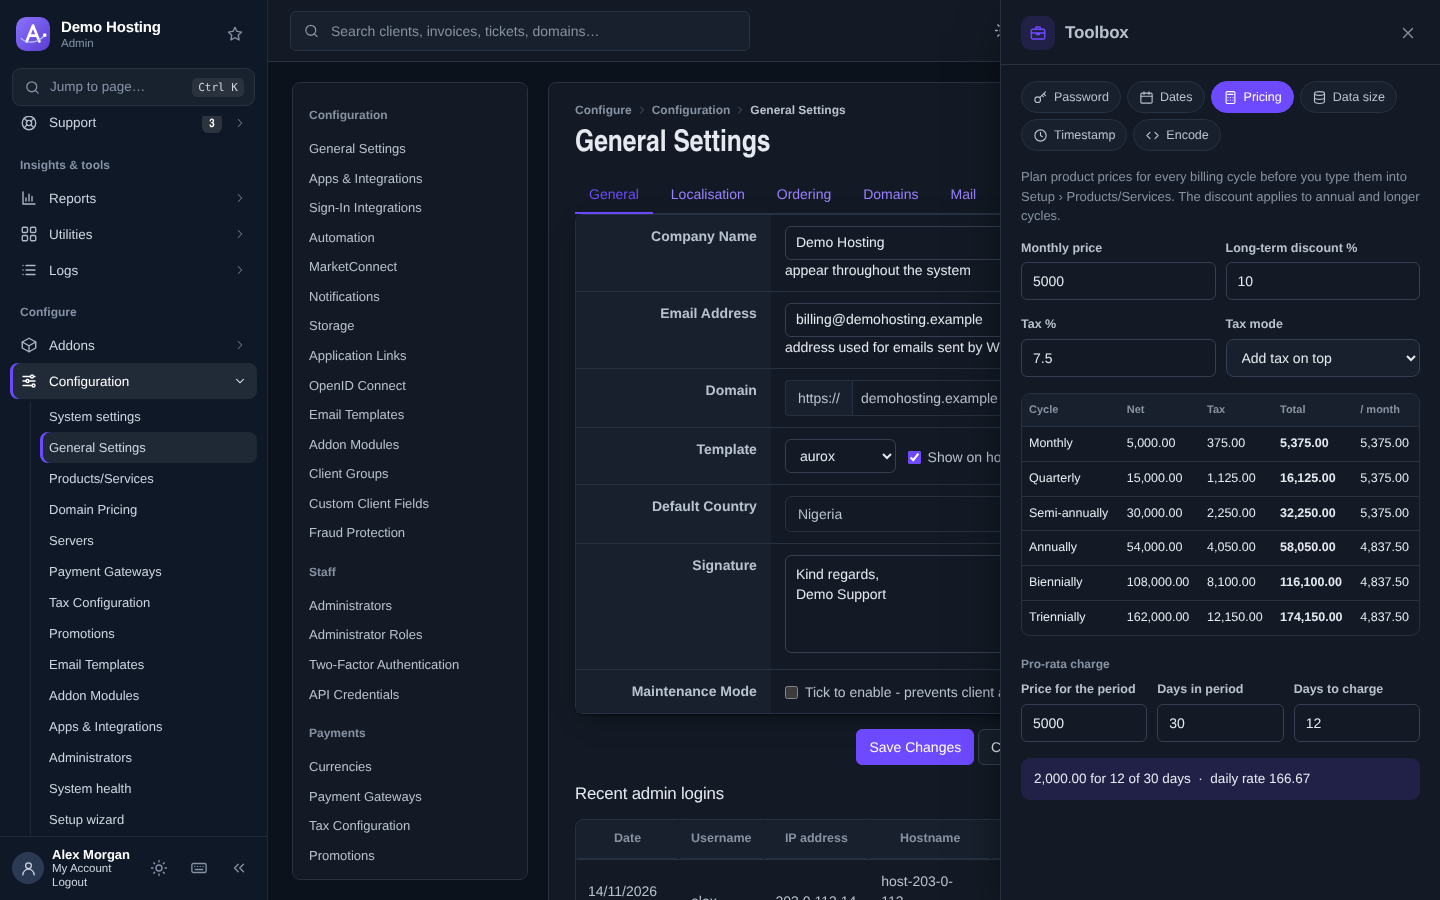 Demo Hosting
Admin
Jump to page…
Ctrl K
Support
3
Insights & tools
Reports
Utilities
Logs
Configure
Addons
Configuration
System settings
General Settings
Products/Services
Domain Pricing
Servers
Payment Gateways
Tax Configuration
Promotions
Email Templates
Addon Modules
Apps & Integrations
Administrators
System health
Setup wizard
Alex Morgan
My Account
Logout
Search clients, invoices, tickets, domains…
Configuration
General Settings
Apps & Integrations
Sign-In Integrations
Automation
MarketConnect
Notifications
Storage
Application Links
OpenID Connect
Email Templates
Addon Modules
Client Groups
Custom Client Fields
Fraud Protection
Staff
Administrators
Administrator Roles
Two-Factor Authentication
API Credentials
Payments
Currencies
Payment Gateways
Tax Configuration
Promotions
Configure > Configuration > General Settings
General Settings
General Localisation Ordering Domains Mail
Company Name
Demo Hosting
appear throughout the system
Email Address
billing@demohosting.example
address used for emails sent by W
Domain
https:// demohosting.example
Template
aurox
Show on ho
Default Country
Nigeria
Signature
Kind regards,
Demo Support
Maintenance Mode
Tick to enable - prevents client
Save Changes
Recent admin logins
Date Username IP address Hostname
14/11/2026
host-203-0-
Toolbox
Password
Dates
Pricing
Data size
Timestamp
Encode
Plan product prices for every billing cycle before you type them into
Setup › Products/Services. The discount applies to annual and longer
cycles.
Monthly price Long-term discount %
5000 10
Tax % Tax mode
7.5 Add tax on top
Cycle Net Tax Total / month
Monthly 5,000.00 375.00 5,375.00 5,375.00
Quarterly 15,000.00 1,125.00 16,125.00 5,375.00
Semi-annually 30,000.00 2,250.00 32,250.00 5,375.00
Annually 54,000.00 4,050.00 58,050.00 4,837.50
Biennially 108,000.00 8,100.00 116,100.00 4,837.50
Triennially 162,000.00 12,150.00 174,150.00 4,837.50
Pro-rata charge
Price for the period Days in period Days to charge
5000 30 12
2,000.00 for 12 of 30 days · daily rate 166.67